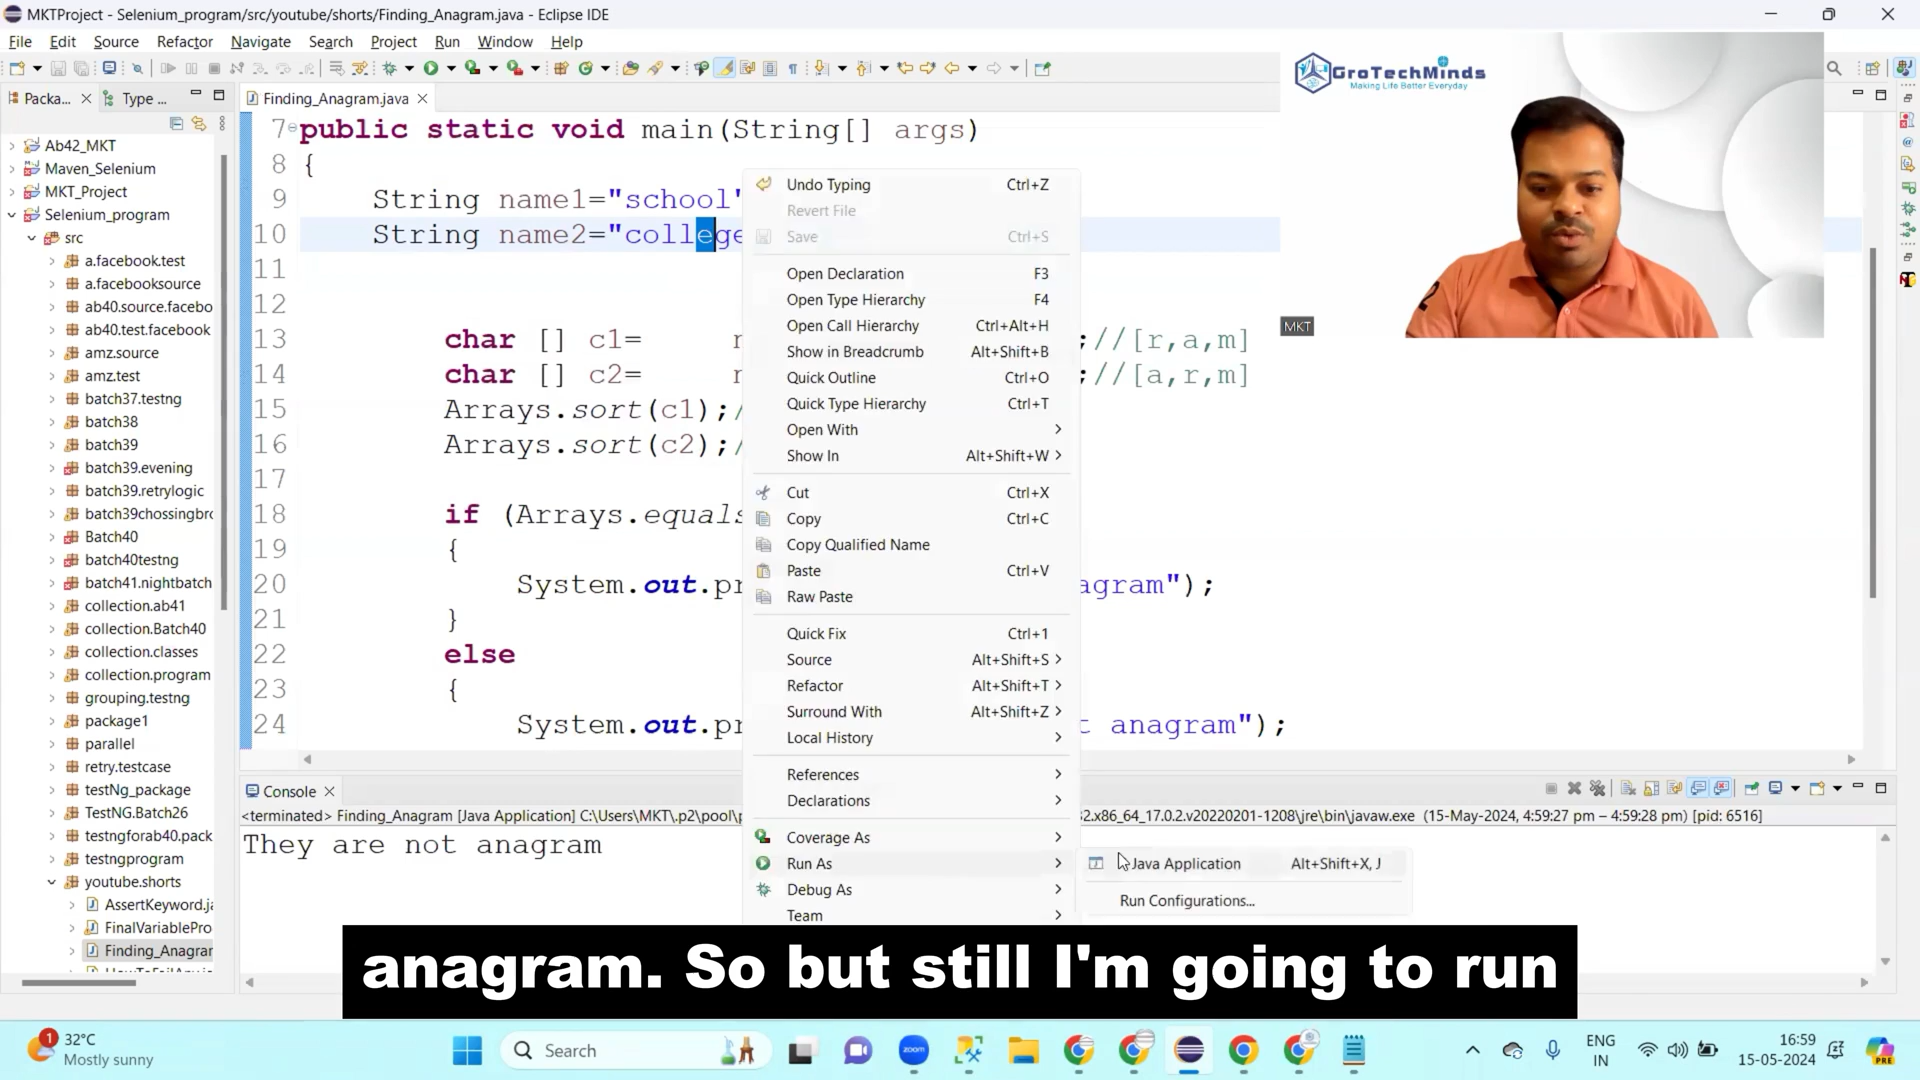 MKTProject - Selenium_program/src/youtube/shorts/Finding_Anagram.java - Eclipse IDE
File Edit Source Refactor Navigate Search Project Run Window Help
GroTechMinds
Making Life Better Everyday
MKT
Packa... Type ...
Ab42_MKT
Maven_Selenium
MKT_Project
Selenium_program
src
a.facebook.test
a.facebooksource
ab40.source.facebo
ab40.test.facebook
amz.source
amz.test
batch37.testng
batch38
batch39
batch39.evening
batch39.retrylogic
batch39chossingbro
Batch40
batch40testng
batch41.nightbatch
collection.ab41
collection.Batch40
collection.classes
collection.program
grouping.testng
package1
parallel
retry.testcase
testNg_package
TestNG.Batch26
testngforab40.pack
testngprogram
youtube.shorts
AssertKeyword.ja
FinalVariablePro
Finding_Anagrar
Finding_Anagram.java
7 public static void main(String[] args)
8 {
9 String name1="school"
10 String name2="college
11
12
13 char [] c1= ;//[r,a,m]
14 char [] c2= ;//[a,r,m]
15 Arrays.sort(c1);/
16 Arrays.sort(c2);/
17
18 if (Arrays.equals
19 {
20 System.out.pr agram");
21 }
22 else
23 {
24 System.out.pr t anagram");
Undo Typing Ctrl+Z
Revert File
Save Ctrl+S
Open Declaration F3
Open Type Hierarchy F4
Open Call Hierarchy Ctrl+Alt+H
Show in Breadcrumb Alt+Shift+B
Quick Outline Ctrl+O
Quick Type Hierarchy Ctrl+T
Open With
Show In Alt+Shift+W
Cut Ctrl+X
Copy Ctrl+C
Copy Qualified Name
Paste Ctrl+V
Raw Paste
Quick Fix Ctrl+1
Source Alt+Shift+S
Refactor Alt+Shift+T
Surround With Alt+Shift+Z
Local History
References
Declarations
Coverage As
Run As
Debug As
Team
Java Application Alt+Shift+X, J
Run Configurations...
Console
<terminated> Finding_Anagram [Java Application] C:\Users\MKT\.p2\pool\p 2.x86_64_17.0.2.v20220201-1208\jre\bin\javaw.exe (15-May-2024, 4:59:27 pm – 4:59:28 pm) [pid: 6516]
They are not anagram
anagram. So but still I'm going to run
1
32°C
Mostly sunny
Search
zoom
ENG
IN
16:59
15-05-2024
PRE